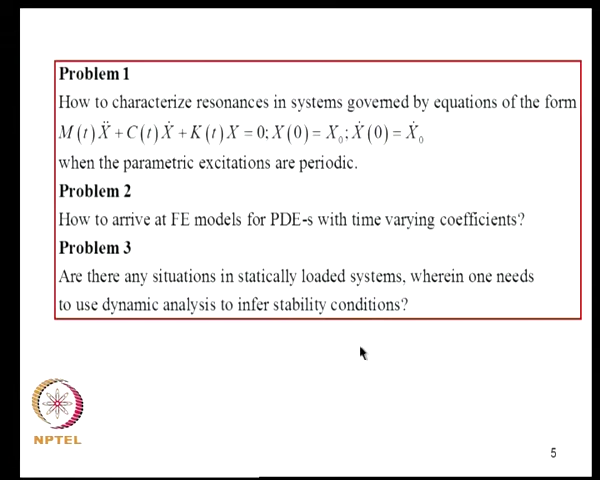 Problem 1
How to characterize resonances in systems governed by equations of the form
M(t)Ẍ + C(t)Ẋ + K(t)X = 0; X(0) = X₀; Ẋ(0) = Ẋ₀
when the parametric excitations are periodic.
Problem 2
How to arrive at FE models for PDE-s with time varying coefficients?
Problem 3
Are there any situations in statically loaded systems, wherein one needs
to use dynamic analysis to infer stability conditions?
NPTEL
5